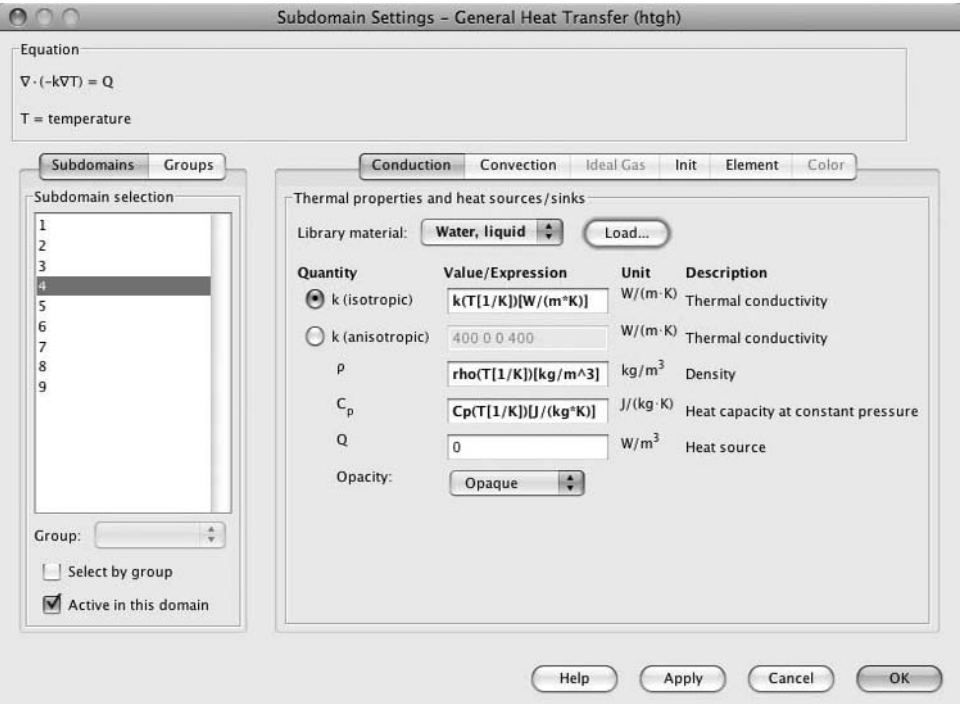 Subdomain Settings – General Heat Transfer (htgh)
Equation
∇·(-k∇T) = Q
T = temperature
Subdomains Groups
Subdomain selection
1
2
3
4
5
6
7
8
9
Group:
Select by group
Active in this domain
Conduction Convection Ideal Gas Init Element Color
Thermal properties and heat sources/sinks
Library material: Water, liquid Load...
Quantity Value/Expression Unit Description
k (isotropic) k(T[1/K])[W/(m*K)] W/(m·K) Thermal conductivity
k (anisotropic) 400 0 0 400 W/(m·K) Thermal conductivity
ρ rho(T[1/K])[kg/m^3] kg/m³ Density
Cₚ Cp(T[1/K])[J/(kg*K)] J/(kg·K) Heat capacity at constant pressure
Q 0 W/m³ Heat source
Opacity: Opaque
Help Apply Cancel OK